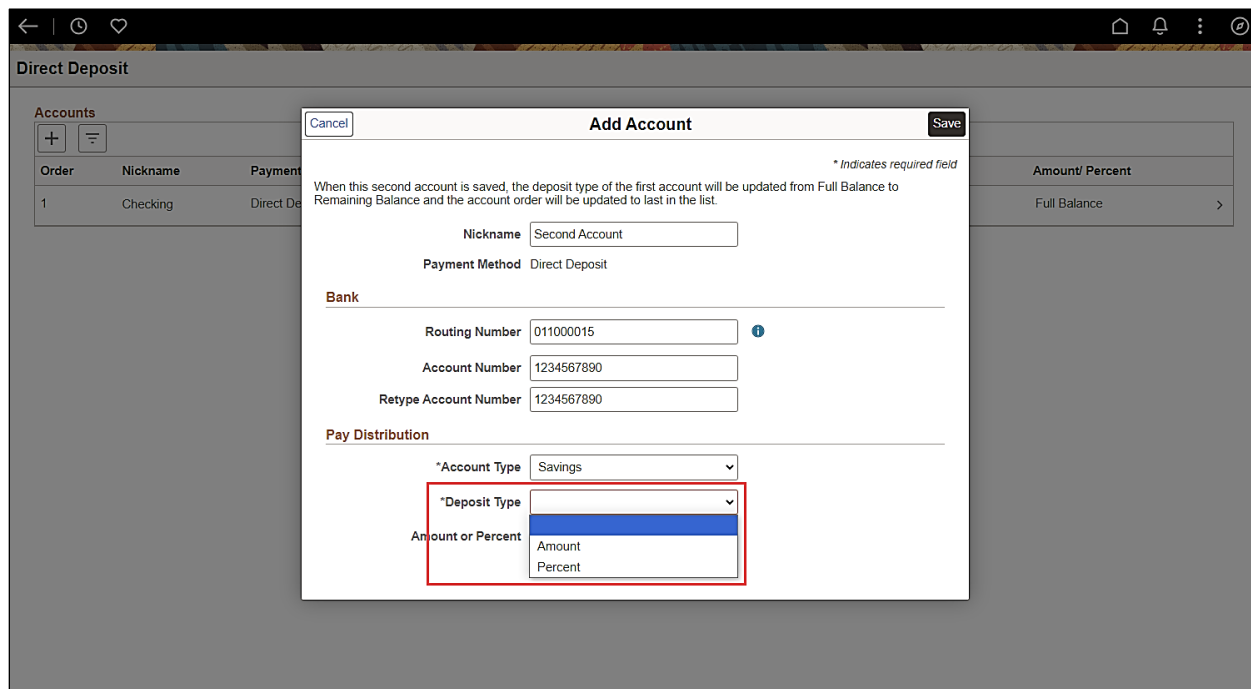 Direct Deposit
Accounts
Cancel Add Account Save
Order Nickname Payment Amount/ Percent
* Indicates required field
When this second account is saved, the deposit type of the first account will be updated from Full Balance to
Remaining Balance and the account order will be updated to last in the list.
1 Checking Direct De Full Balance
Nickname Second Account
Payment Method Direct Deposit
Bank
Routing Number 011000015
Account Number 1234567890
Retype Account Number 1234567890
Pay Distribution
*Account Type Savings
*Deposit Type
Amount or Percent
Amount
Percent